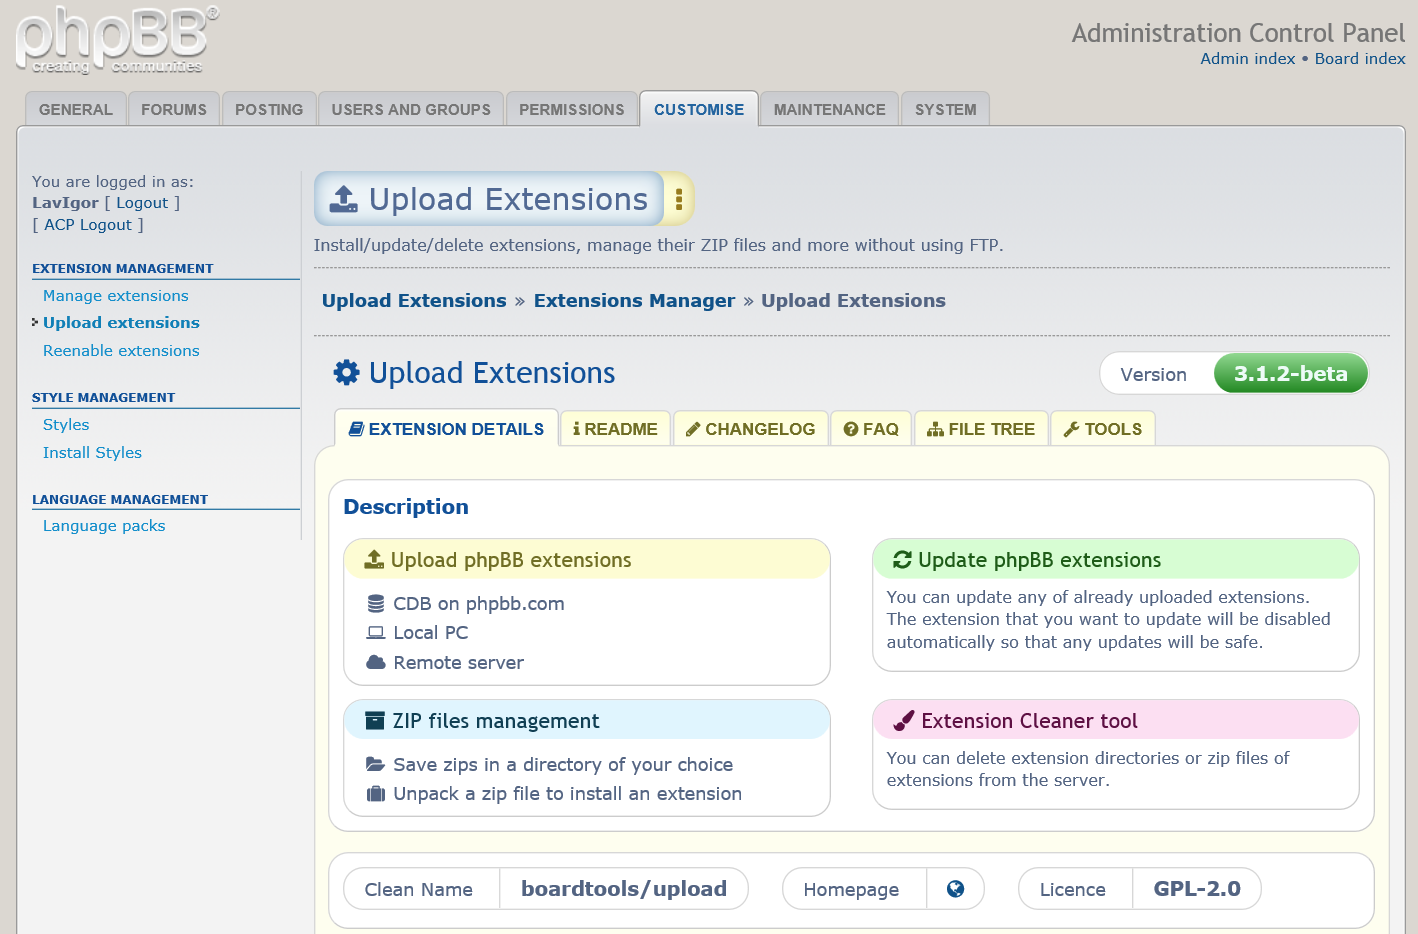 phpBB®
creating communities
Administration Control Panel
Admin index • Board index
GENERAL FORUMS POSTING USERS AND GROUPS PERMISSIONS CUSTOMISE MAINTENANCE SYSTEM
You are logged in as:
LavIgor [ Logout ]
[ ACP Logout ]
EXTENSION MANAGEMENT
Manage extensions
Upload extensions
Reenable extensions
STYLE MANAGEMENT
Styles
Install Styles
LANGUAGE MANAGEMENT
Language packs
Upload Extensions
Install/update/delete extensions, manage their ZIP files and more without using FTP.
Upload Extensions » Extensions Manager » Upload Extensions
Upload Extensions
Version 3.1.2-beta
EXTENSION DETAILS README CHANGELOG FAQ FILE TREE TOOLS
Description
Upload phpBB extensions
CDB on phpbb.com
Local PC
Remote server
Update phpBB extensions
You can update any of already uploaded extensions.
The extension that you want to update will be disabled
automatically so that any updates will be safe.
ZIP files management
Save zips in a directory of your choice
Unpack a zip file to install an extension
Extension Cleaner tool
You can delete extension directories or zip files of
extensions from the server.
Clean Name boardtools/upload Homepage Licence GPL-2.0